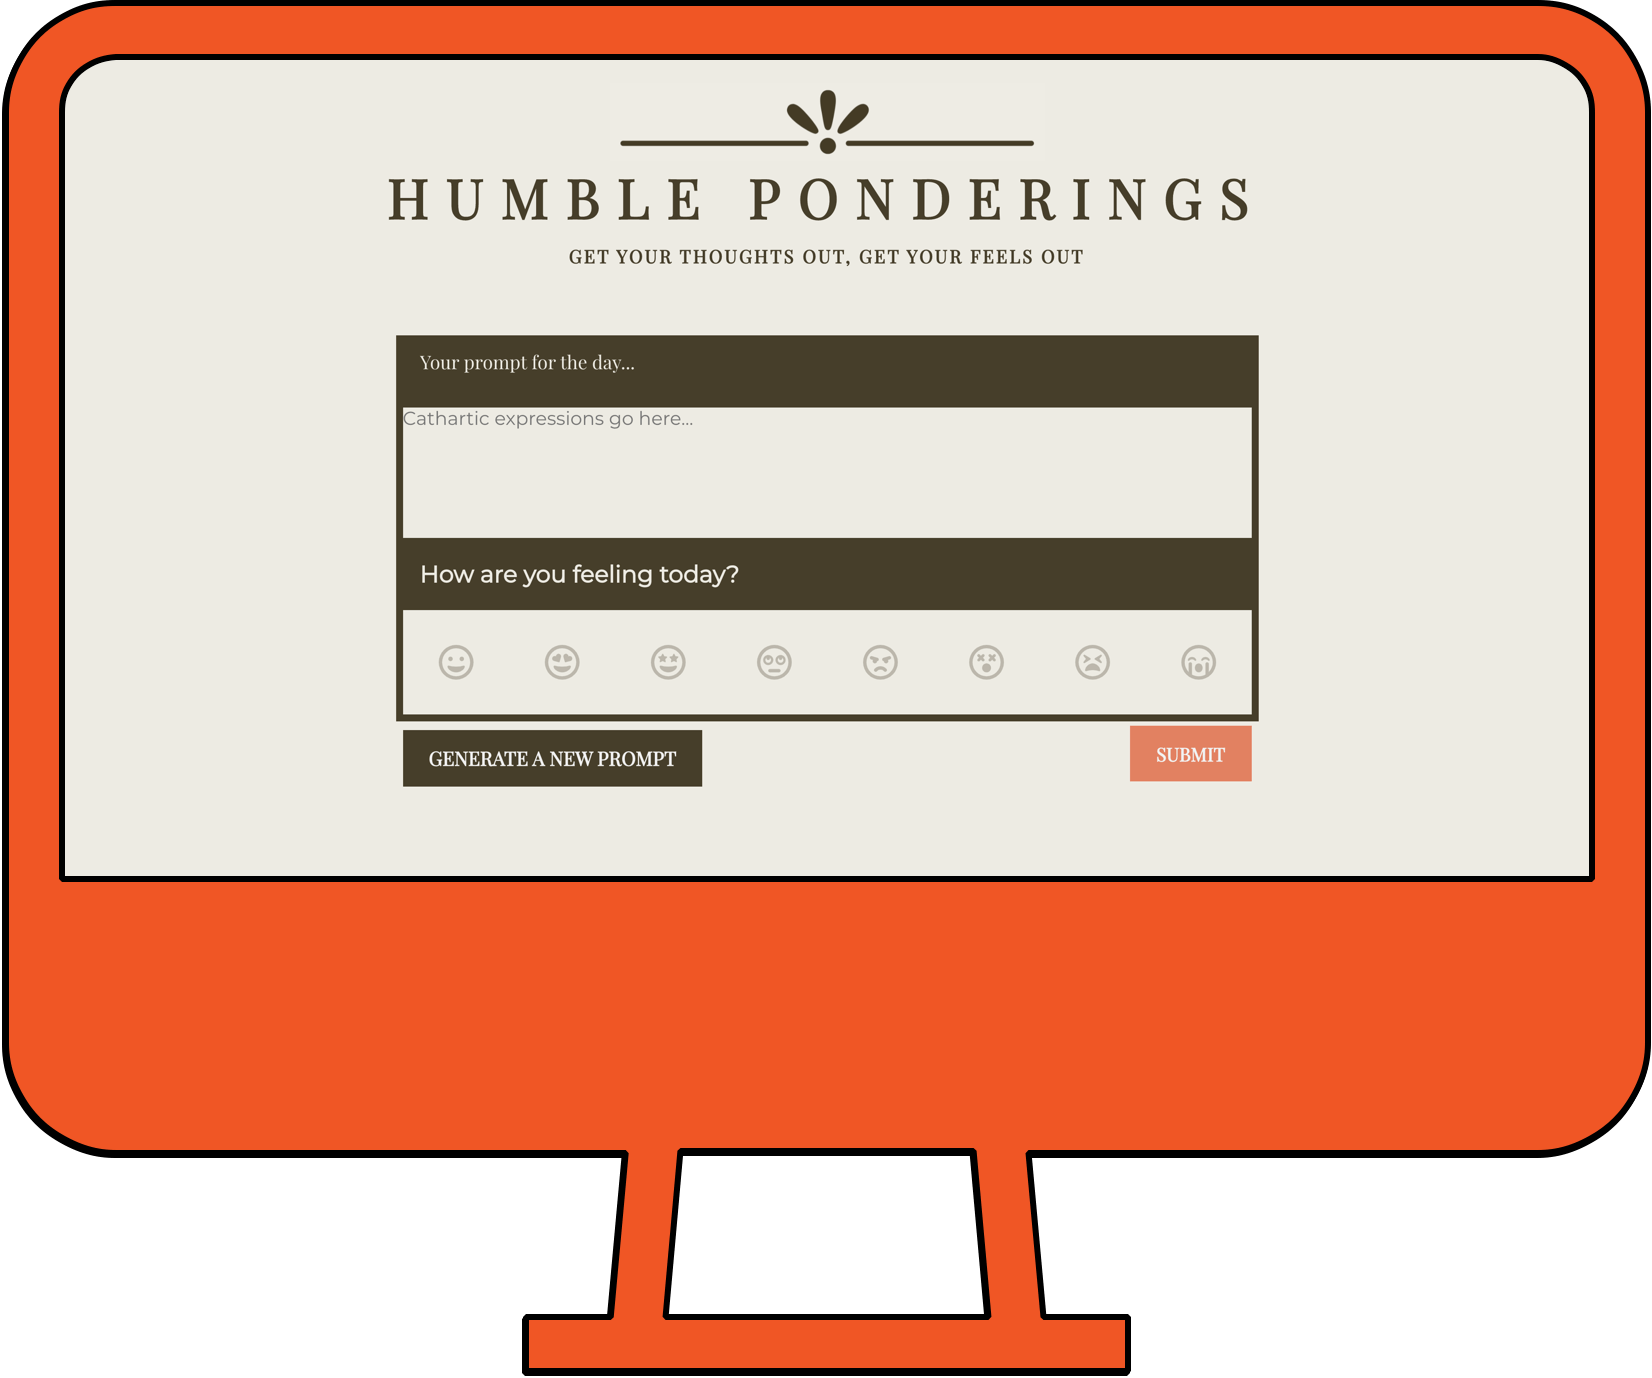 HUMBLE PONDERINGS
GET YOUR THOUGHTS OUT, GET YOUR FEELS OUT
Your prompt for the day...
Cathartic expressions go here...
How are you feeling today?
GENERATE A NEW PROMPT
SUBMIT